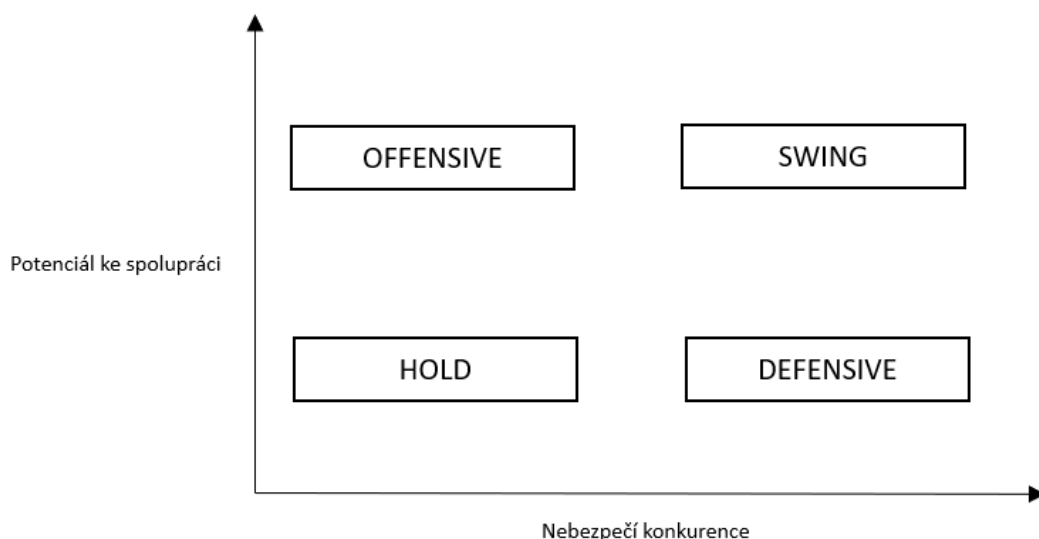 OFFENSIVE
SWING
Potenciál ke spolupráci
HOLD
DEFENSIVE
Nebezpečí konkurence